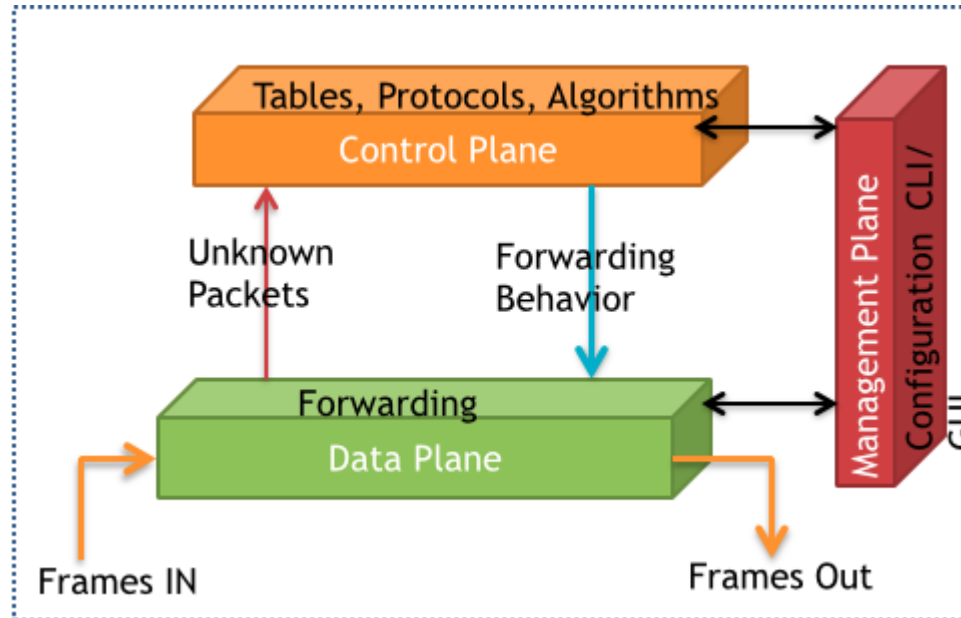 Tables, Protocols, Algorithms
Control Plane
Unknown
Packets
Forwarding
Behavior
Management Plane
Configuration CLI/
GUI
Forwarding
Data Plane
Frames IN
Frames Out